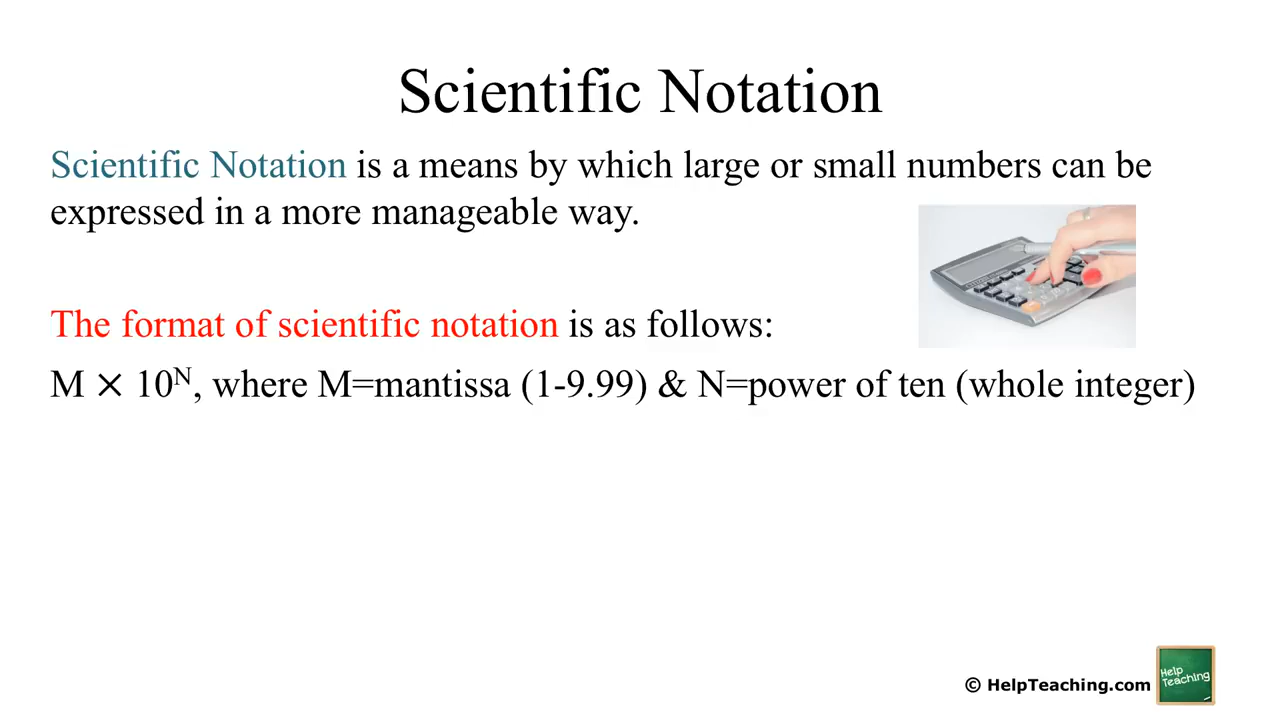 Scientific Notation
Scientific Notation is a means by which large or small numbers can be
expressed in a more manageable way.
The format of scientific notation is as follows:
M × 10ᴺ, where M=mantissa (1-9.99) & N=power of ten (whole integer)
© HelpTeaching.com
Help
Teaching